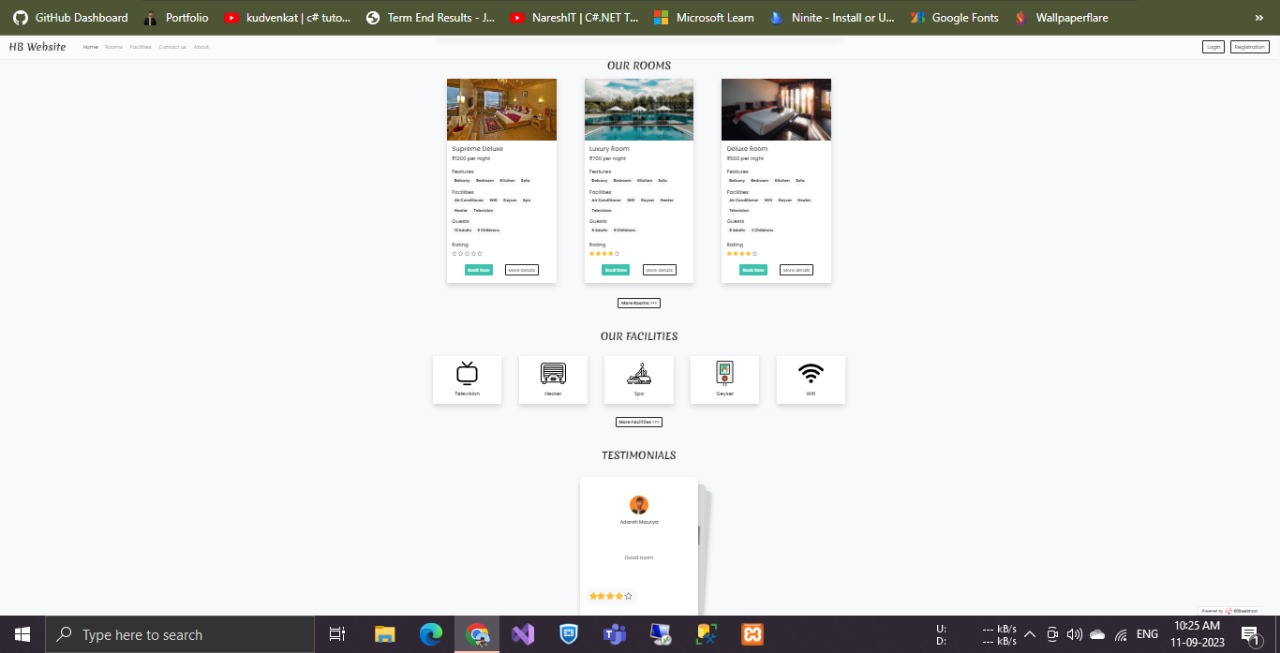 GitHub Dashboard Portfolio kudvenkat | c# tuto... Term End Results - J... NareshIT | C#.NET T... Microsoft Learn Ninite - Install or U... Google Fonts Wallpaperflare »
HB Website Home Rooms Facilities Contact us About Login Registration
OUR ROOMS
Supreme Deluxe Luxury Room Deluxe Room
₹1200 per night ₹700 per night ₹500 per night
Features Features Features
Balcony Bedroom Kitchen Sofa Balcony Bedroom Kitchen Sofa Balcony Bedroom Kitchen Sofa
Facilities Facilities Facilities
Air Conditioner Wifi Geyser Spa Air Conditioner Wifi Geyser Heater Air Conditioner Wifi Geyser Heater
Heater Television Television Television
Guests Guests Guests
Adults Childrens Adults Childrens Adults Childrens
Rating Rating Rating
Book Now More details Book Now More details Book Now More details
More Rooms >>>
OUR FACILITIES
Television Heater Spa Geyser Wifi
More Facilities >>>
TESTIMONIALS
Adarsh Maurya
Good room
Powered by 000webhost
Type here to search
U: --- kB/s
D: --- kB/s
ENG
10:25 AM
11-09-2023
1